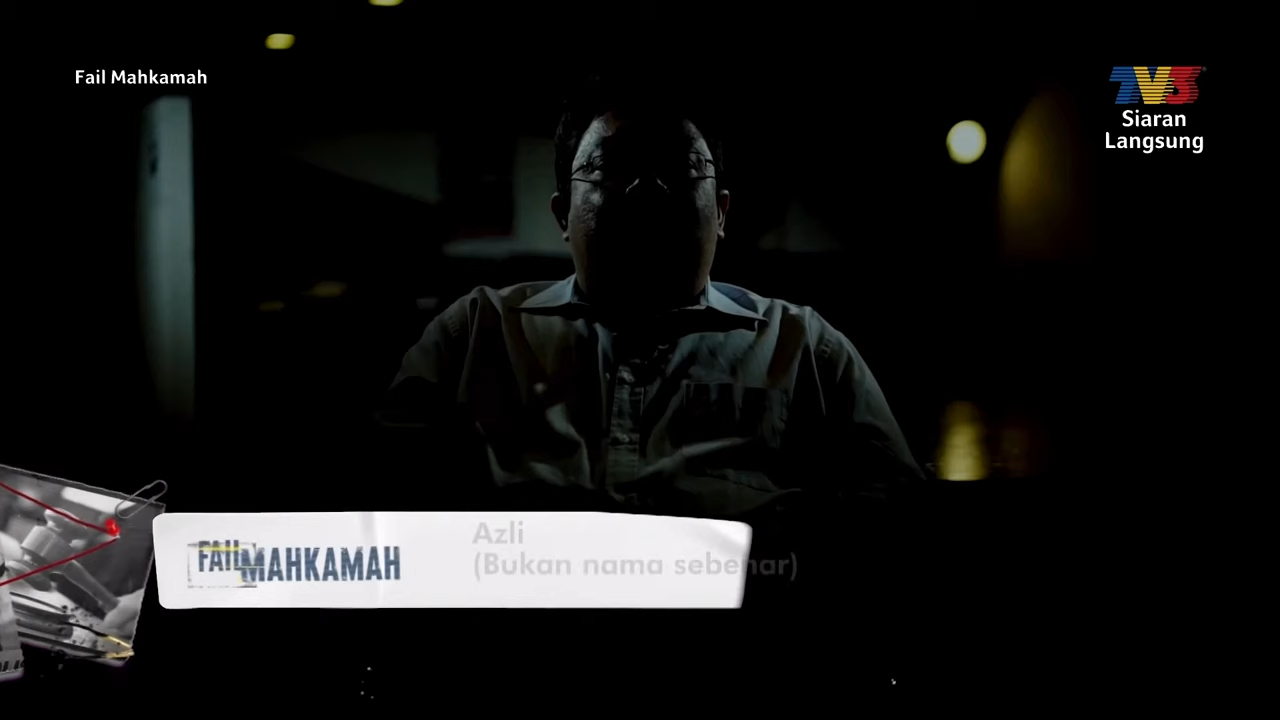 Fail Mahkamah
TV3
Siaran
Langsung
FAIL MAHKAMAH
Azli
(Bukan nama sebenar)